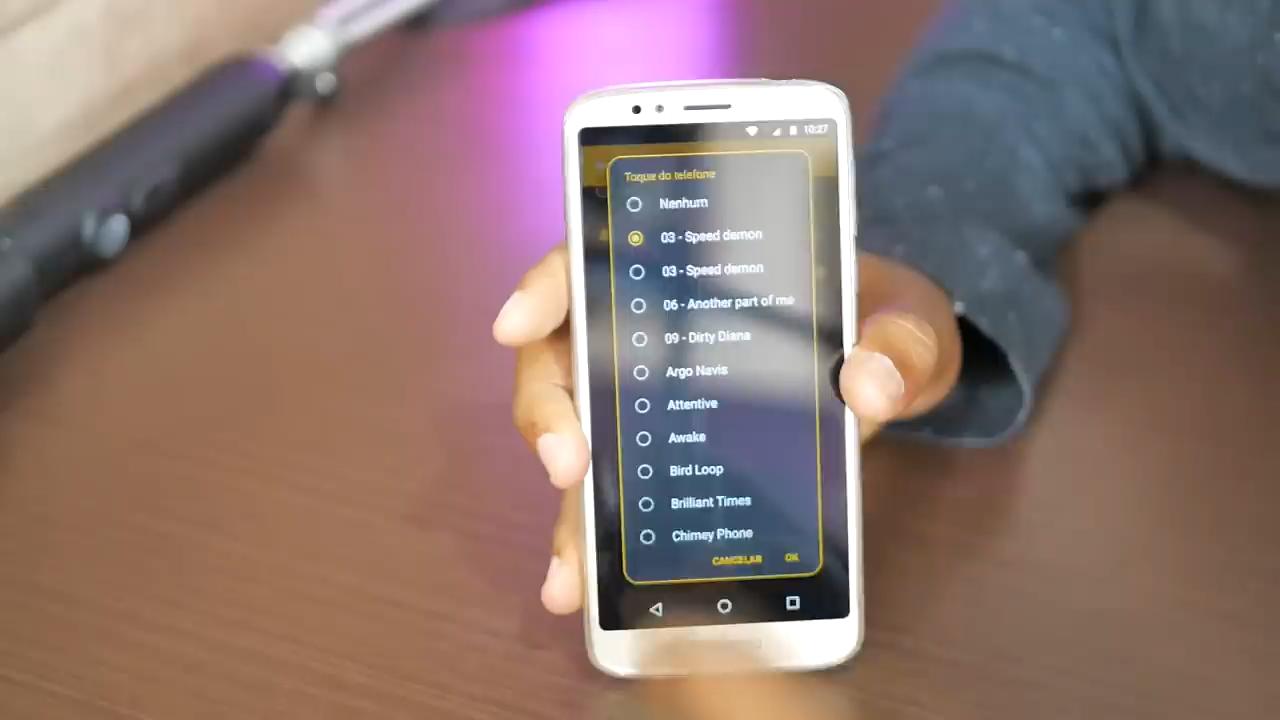 10:27
Toque do telefone
Nenhum
03 - Speed demon
03 - Speed demon
06 - Another part of me
09 - Dirty Diana
Argo Navis
Attentive
Awake
Bird Loop
Brilliant Times
Chimey Phone
CANCELAR OK